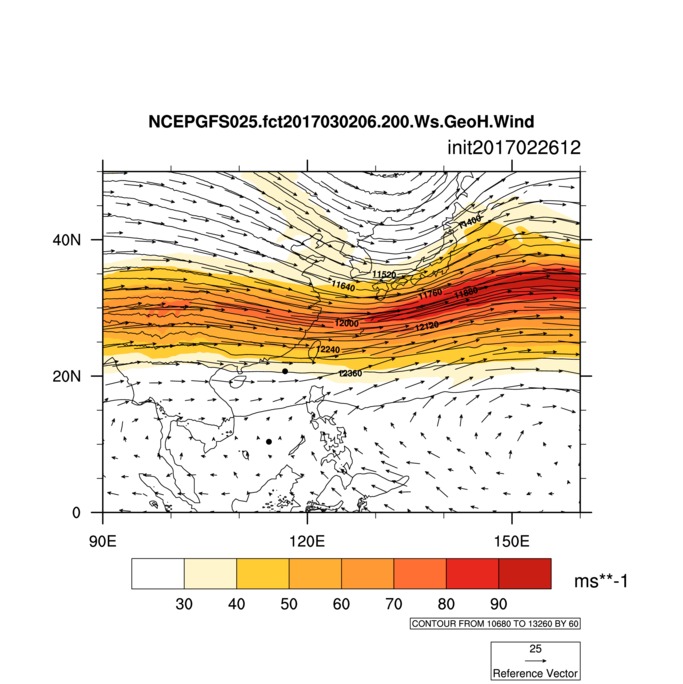 NCEPGFS025.fct2017030206.200.Ws.GeoH.Wind
init2017022612
11400
40N
11520
11640
11760
11880
12000
12120
12240
20N
12360
0
90E
120E
150E
ms**-1
30
40
50
60
70
80
90
CONTOUR FROM 10680 TO 13260 BY 60
25
Reference Vector